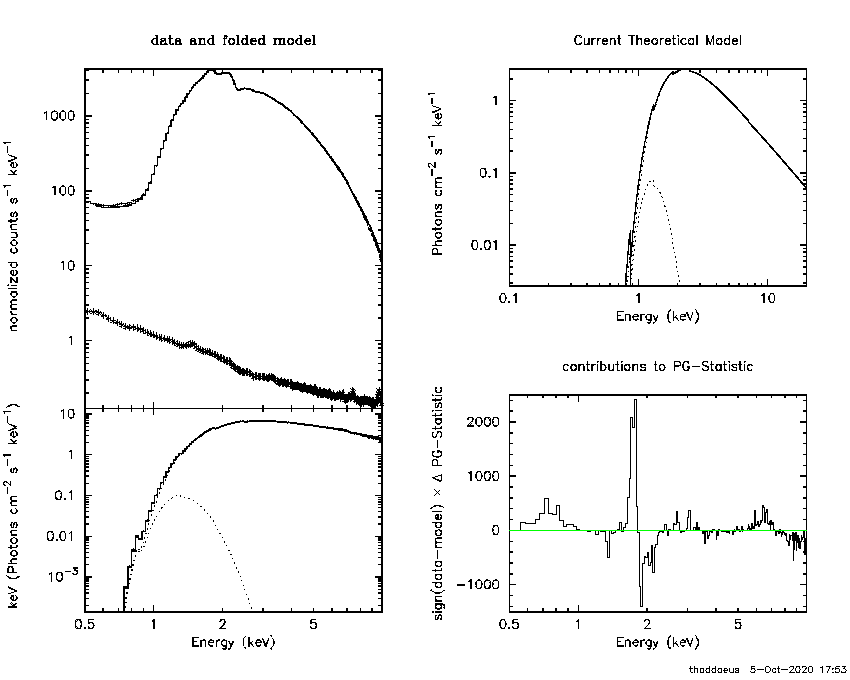 data and folded model
1000
100
10
1
normalized counts s⁻¹ keV⁻¹
10
1
0.1
0.01
10⁻³
keV (Photons cm⁻² s⁻¹ keV⁻¹)
0.5 1 2 5
Energy (keV)
Current Theoretical Model
1
0.1
0.01
Photons cm⁻² s⁻¹ keV⁻¹
0.1 1 10
Energy (keV)
contributions to PG−Statistic
2000
1000
0
−1000
sign(data−model) × Δ PG−Statistic
0.5 1 2 5
Energy (keV)
thaddaeus 5−Oct−2020 17:53